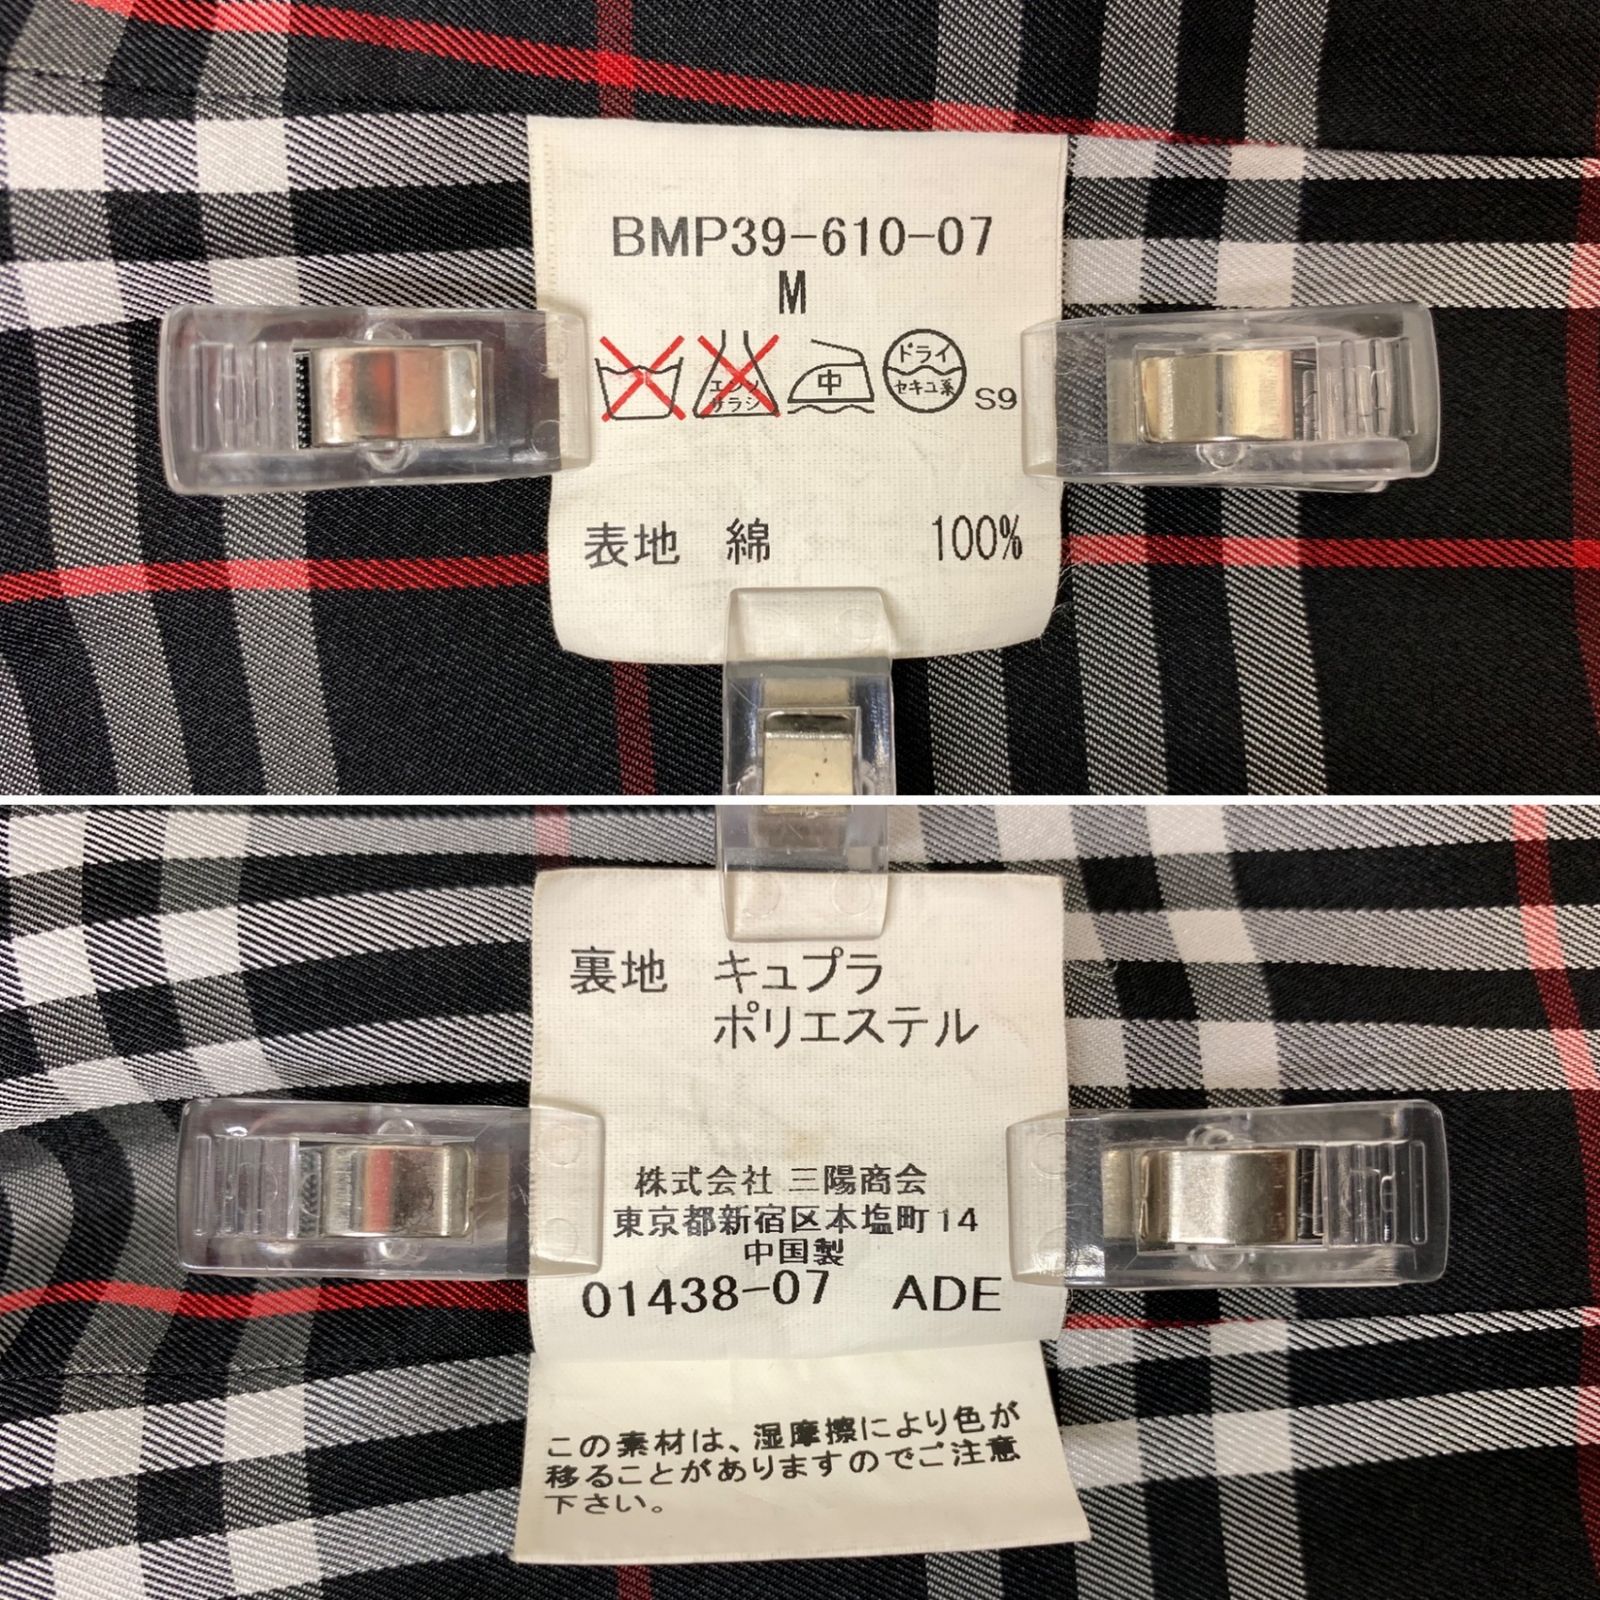 BMP39-610-07
M
エンソ
サラシ
中
ドライ
セキユ系
S9
表地 綿 100%
裏地 キュプラ
ポリエステル
株式会社 三陽商会
東京都新宿区本塩町14
中国製
01438-07 ADE
この素材は、湿摩擦により色が
移ることがありますのでご注意
下さい。